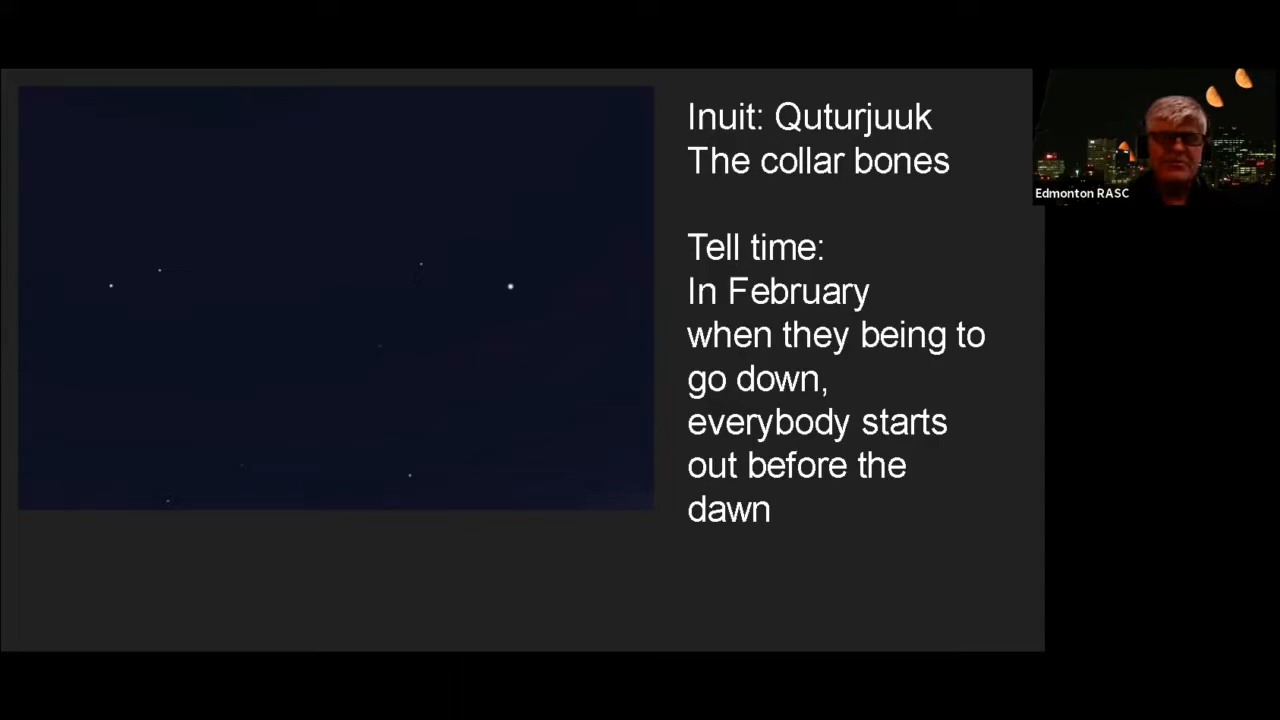 Inuit: Quturjuuk
The collar bones
Tell time:
In February
when they being to
go down,
everybody starts
out before the
dawn
Edmonton RASC